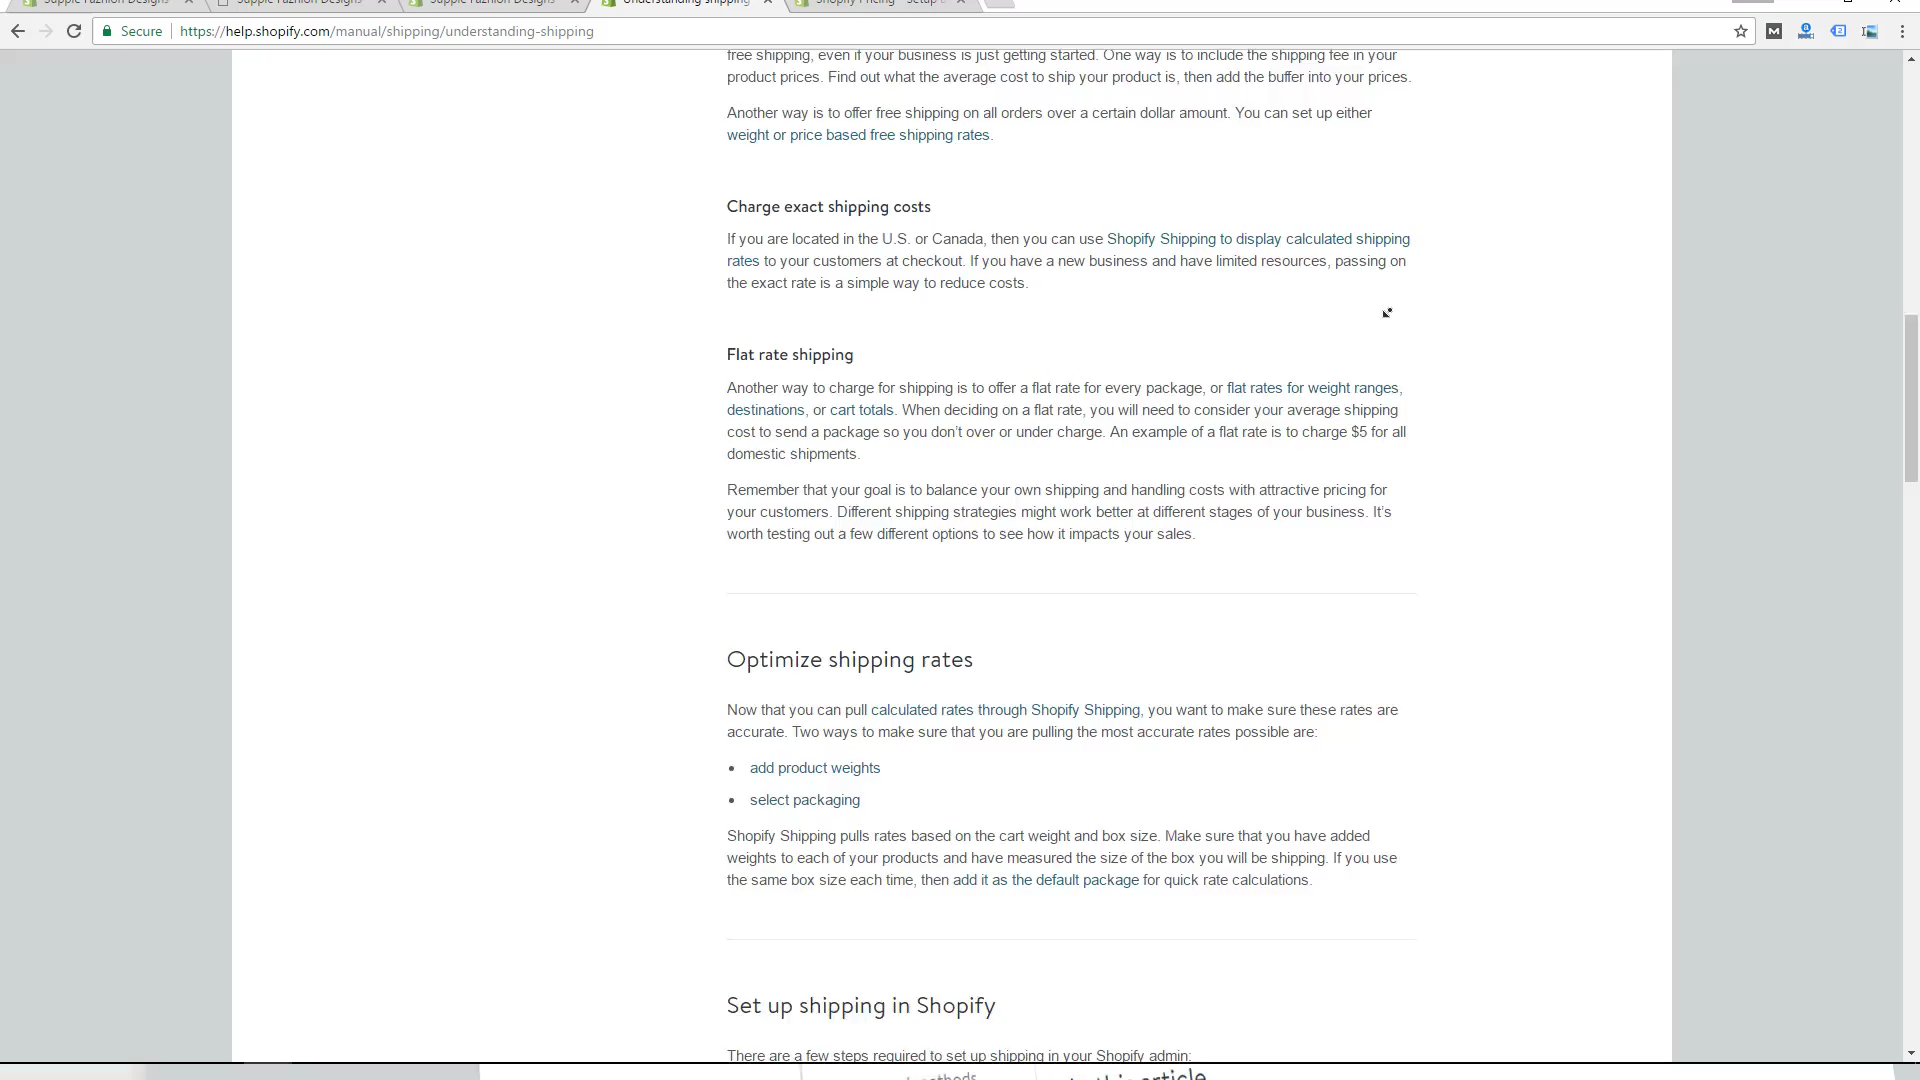 Supple Fazhion Designs
Supple Fazhion Designs
Supple Fazhion Designs
Understanding shipping
Shopify Pricing - Setup
Secure
https://help.shopify.com/manual/shipping/understanding-shipping
free shipping, even if your business is just getting started. One way is to include the shipping fee in your
product prices. Find out what the average cost to ship your product is, then add the buffer into your prices.
Another way is to offer free shipping on all orders over a certain dollar amount. You can set up either
weight or price based free shipping rates.
Charge exact shipping costs
If you are located in the U.S. or Canada, then you can use Shopify Shipping to display calculated shipping
rates to your customers at checkout. If you have a new business and have limited resources, passing on
the exact rate is a simple way to reduce costs.
Flat rate shipping
Another way to charge for shipping is to offer a flat rate for every package, or flat rates for weight ranges,
destinations, or cart totals. When deciding on a flat rate, you will need to consider your average shipping
cost to send a package so you don’t over or under charge. An example of a flat rate is to charge $5 for all
domestic shipments.
Remember that your goal is to balance your own shipping and handling costs with attractive pricing for
your customers. Different shipping strategies might work better at different stages of your business. It’s
worth testing out a few different options to see how it impacts your sales.
Optimize shipping rates
Now that you can pull calculated rates through Shopify Shipping, you want to make sure these rates are
accurate. Two ways to make sure that you are pulling the most accurate rates possible are:
• add product weights
• select packaging
Shopify Shipping pulls rates based on the cart weight and box size. Make sure that you have added
weights to each of your products and have measured the size of the box you will be shipping. If you use
the same box size each time, then add it as the default package for quick rate calculations.
Set up shipping in Shopify
There are a few steps required to set up shipping in your Shopify admin:
article